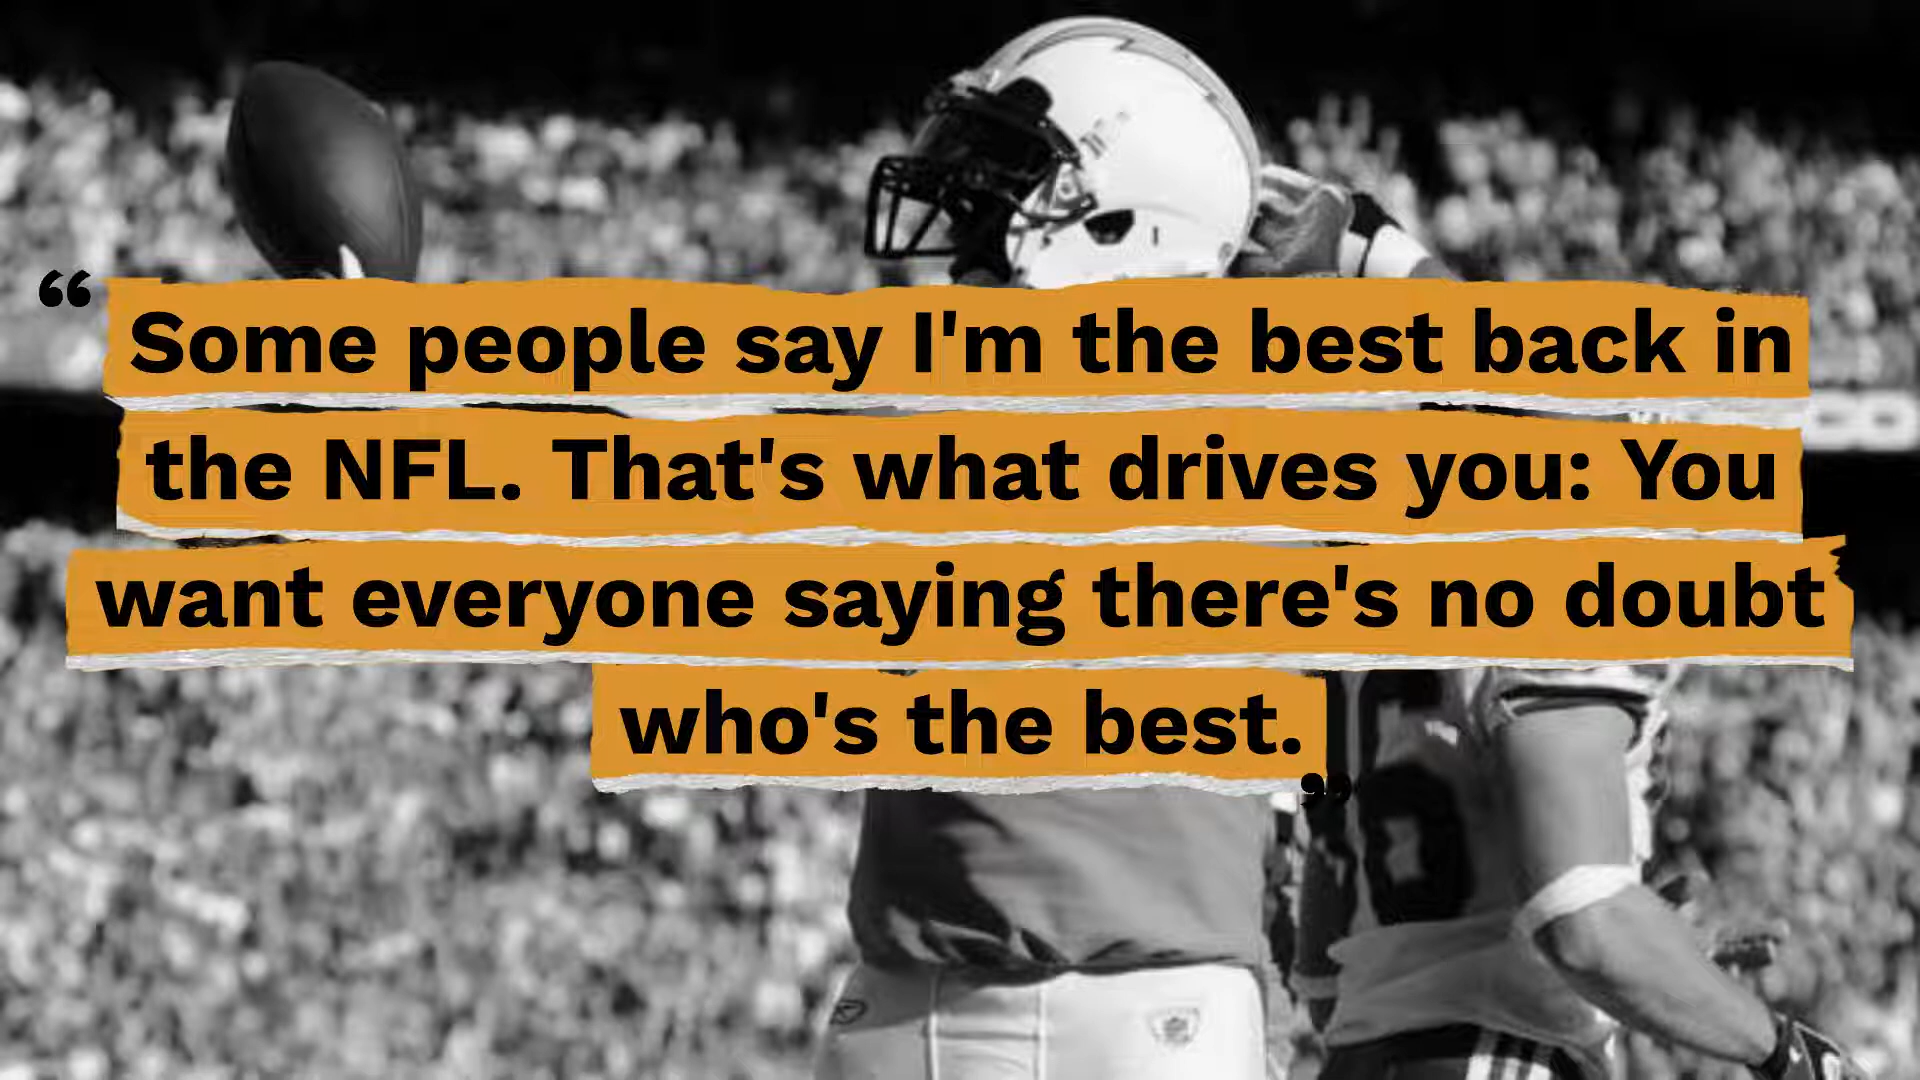 “Some people say I'm the best back in
the NFL. That's what drives you: You
want everyone saying there's no doubt
who's the best.”